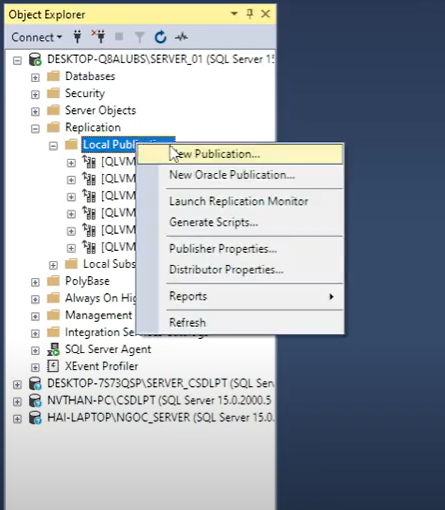 Object Explorer
Connect
DESKTOP-Q8ALUBS\SERVER_01 (SQL Server 15
Databases
Security
Server Objects
Replication
Local Public
[QLVM
[QLVM
[QLVM
[QLVM
[QLVM
[QLVM
Local Subs
PolyBase
Always On Hig
Management
Integration Se
SQL Server Agent
XEvent Profiler
DESKTOP-7S73QSP\SERVER_CSDLPT (SQL Serv
NVTHAN-PC\CSDLPT (SQL Server 15.0.2000.5
HAI-LAPTOP\NGOC_SERVER (SQL Server 15.0.
New Publication...
New Oracle Publication...
Launch Replication Monitor
Generate Scripts...
Publisher Properties...
Distributor Properties...
Reports
Refresh